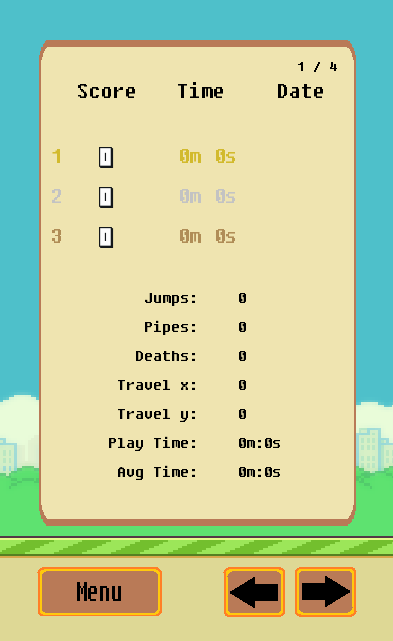 1 / 4
Score Time Date
1 0 0m 0s
2 0 0m 0s
3 0 0m 0s
Jumps: 0
Pipes: 0
Deaths: 0
Travel x: 0
Travel y: 0
Play Time: 0m:0s
Avg Time: 0m:0s
Menu